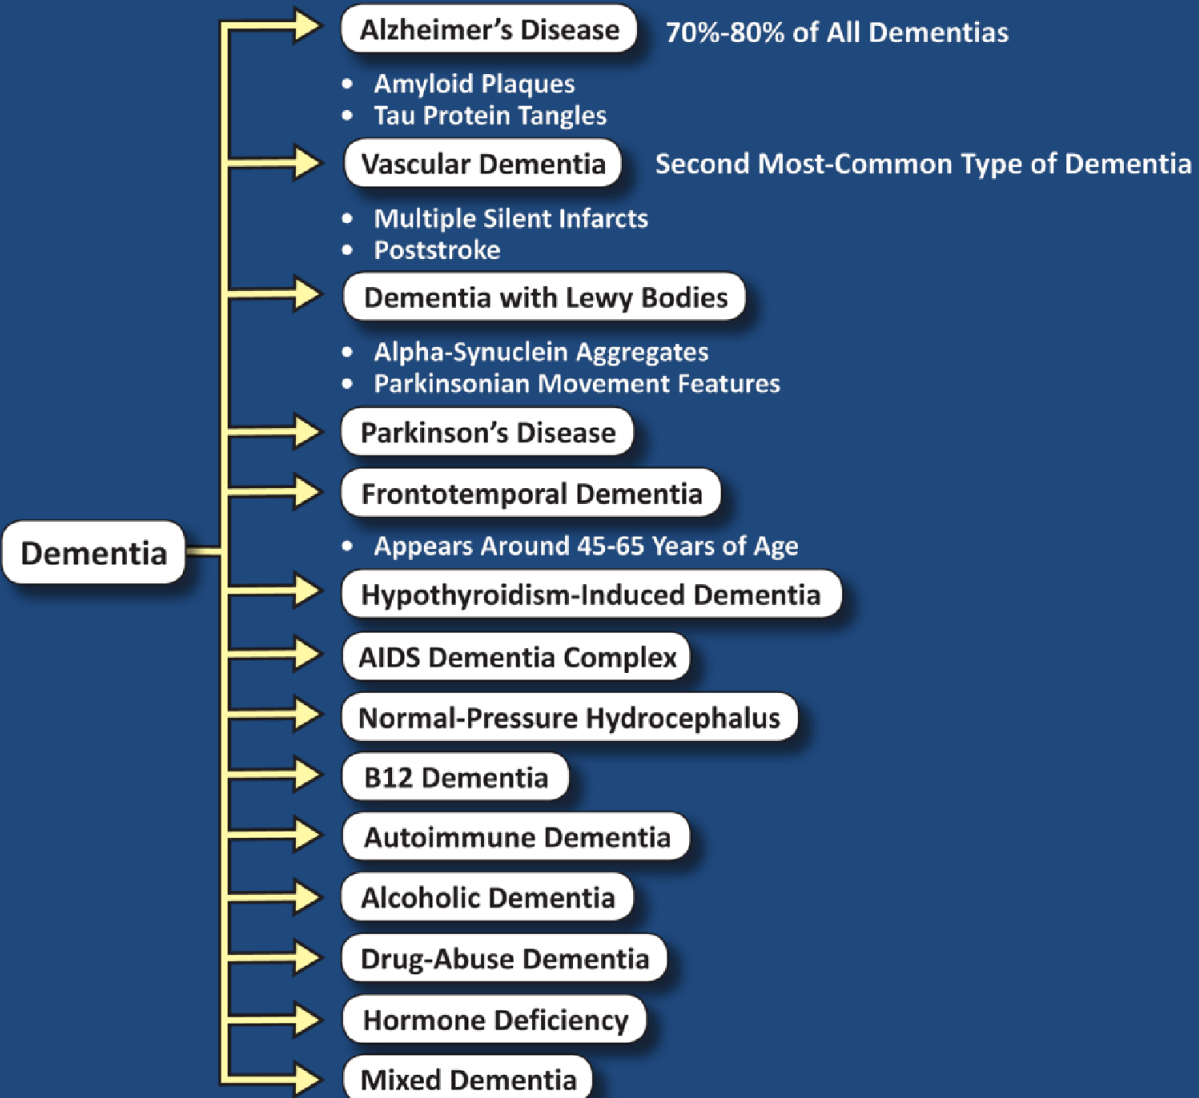 Alzheimer's Disease 70%-80% of All Dementias
• Amyloid Plaques
• Tau Protein Tangles
Vascular Dementia Second Most-Common Type of Dementia
• Multiple Silent Infarcts
• Poststroke
Dementia with Lewy Bodies
• Alpha-Synuclein Aggregates
• Parkinsonian Movement Features
Parkinson's Disease
Frontotemporal Dementia
Dementia
• Appears Around 45-65 Years of Age
Hypothyroidism-Induced Dementia
AIDS Dementia Complex
Normal-Pressure Hydrocephalus
B12 Dementia
Autoimmune Dementia
Alcoholic Dementia
Drug-Abuse Dementia
Hormone Deficiency
Mixed Dementia